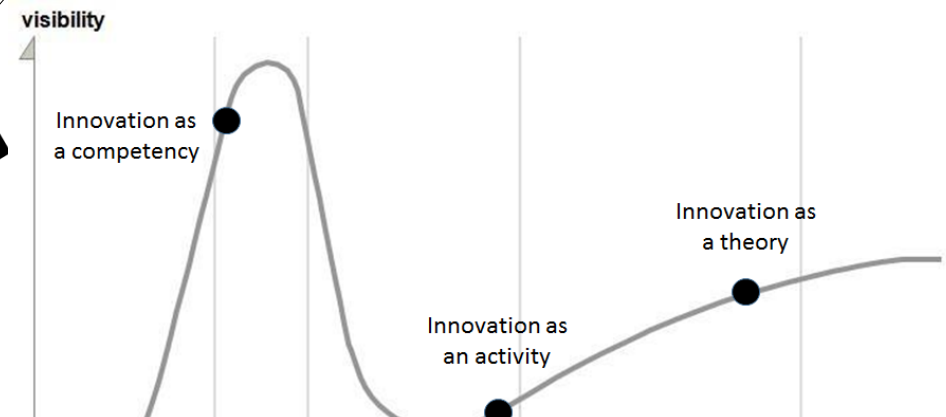 visibility
Innovation as
a competency
Innovation as
a theory
Innovation as
an activity